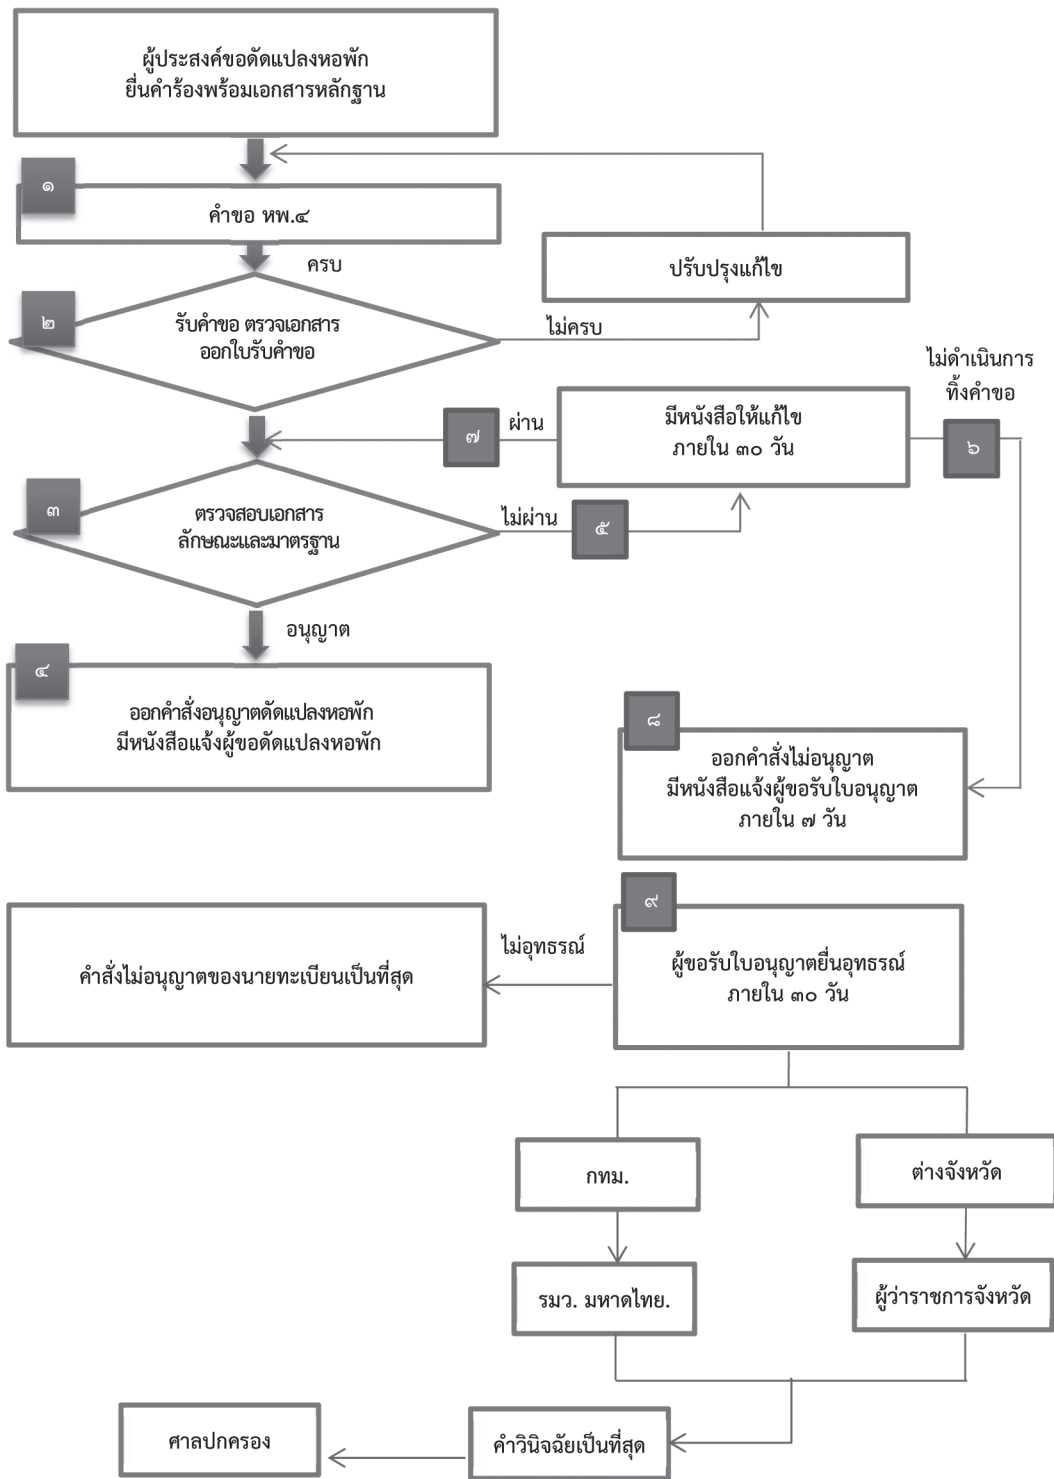 ผู้ประสงค์ขอดัดแปลงหอพัก
ยื่นคำร้องพร้อมเอกสารหลักฐาน
๑
คำขอ หพ.๔
ครบ
ปรับปรุงแก้ไข
๒
รับคำขอ ตรวจเอกสาร
ออกใบรับคำขอ
ไม่ครบ
ไม่ดำเนินการ
ทิ้งคำขอ
มีหนังสือให้แก้ไข
ภายใน ๓๐ วัน
ผ่าน
๗
๖
๓
ตรวจสอบเอกสาร
ลักษณะและมาตรฐาน
ไม่ผ่าน
๕
อนุญาต
๔
ออกคำสั่งอนุญาตดัดแปลงหอพัก
มีหนังสือแจ้งผู้ขอดัดแปลงหอพัก
๘
ออกคำสั่งไม่อนุญาต
มีหนังสือแจ้งผู้ขอรับใบอนุญาต
ภายใน ๗ วัน
๙
ผู้ขอรับใบอนุญาตยื่นอุทธรณ์
ภายใน ๓๐ วัน
ไม่อุทธรณ์
คำสั่งไม่อนุญาตของนายทะเบียนเป็นที่สุด
กทม.
ต่างจังหวัด
รมว. มหาดไทย.
ผู้ว่าราชการจังหวัด
คำวินิจฉัยเป็นที่สุด
ศาลปกครอง